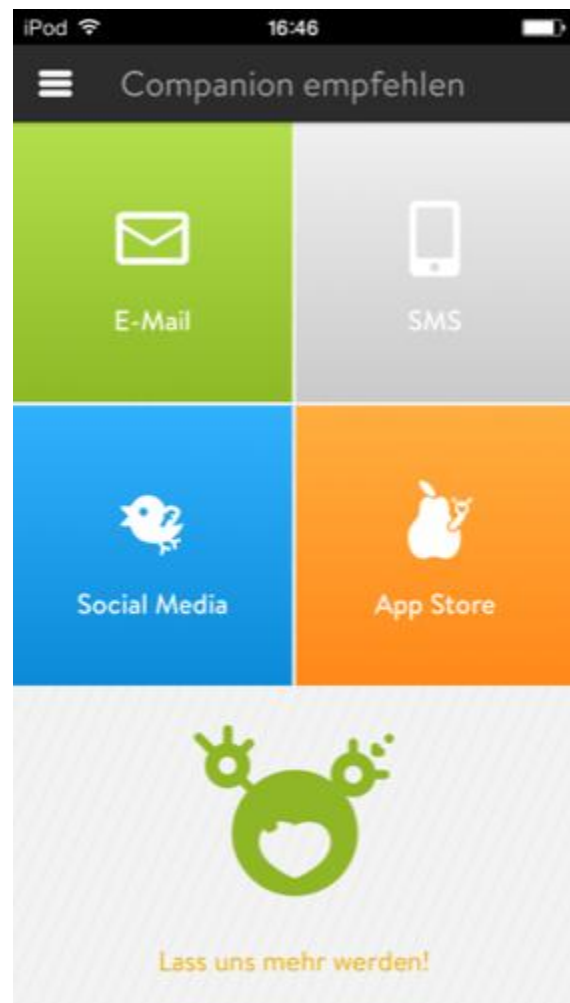 iPod 16:46
Companion empfehlen
E-Mail
SMS
Social Media
App Store
Lass uns mehr werden!